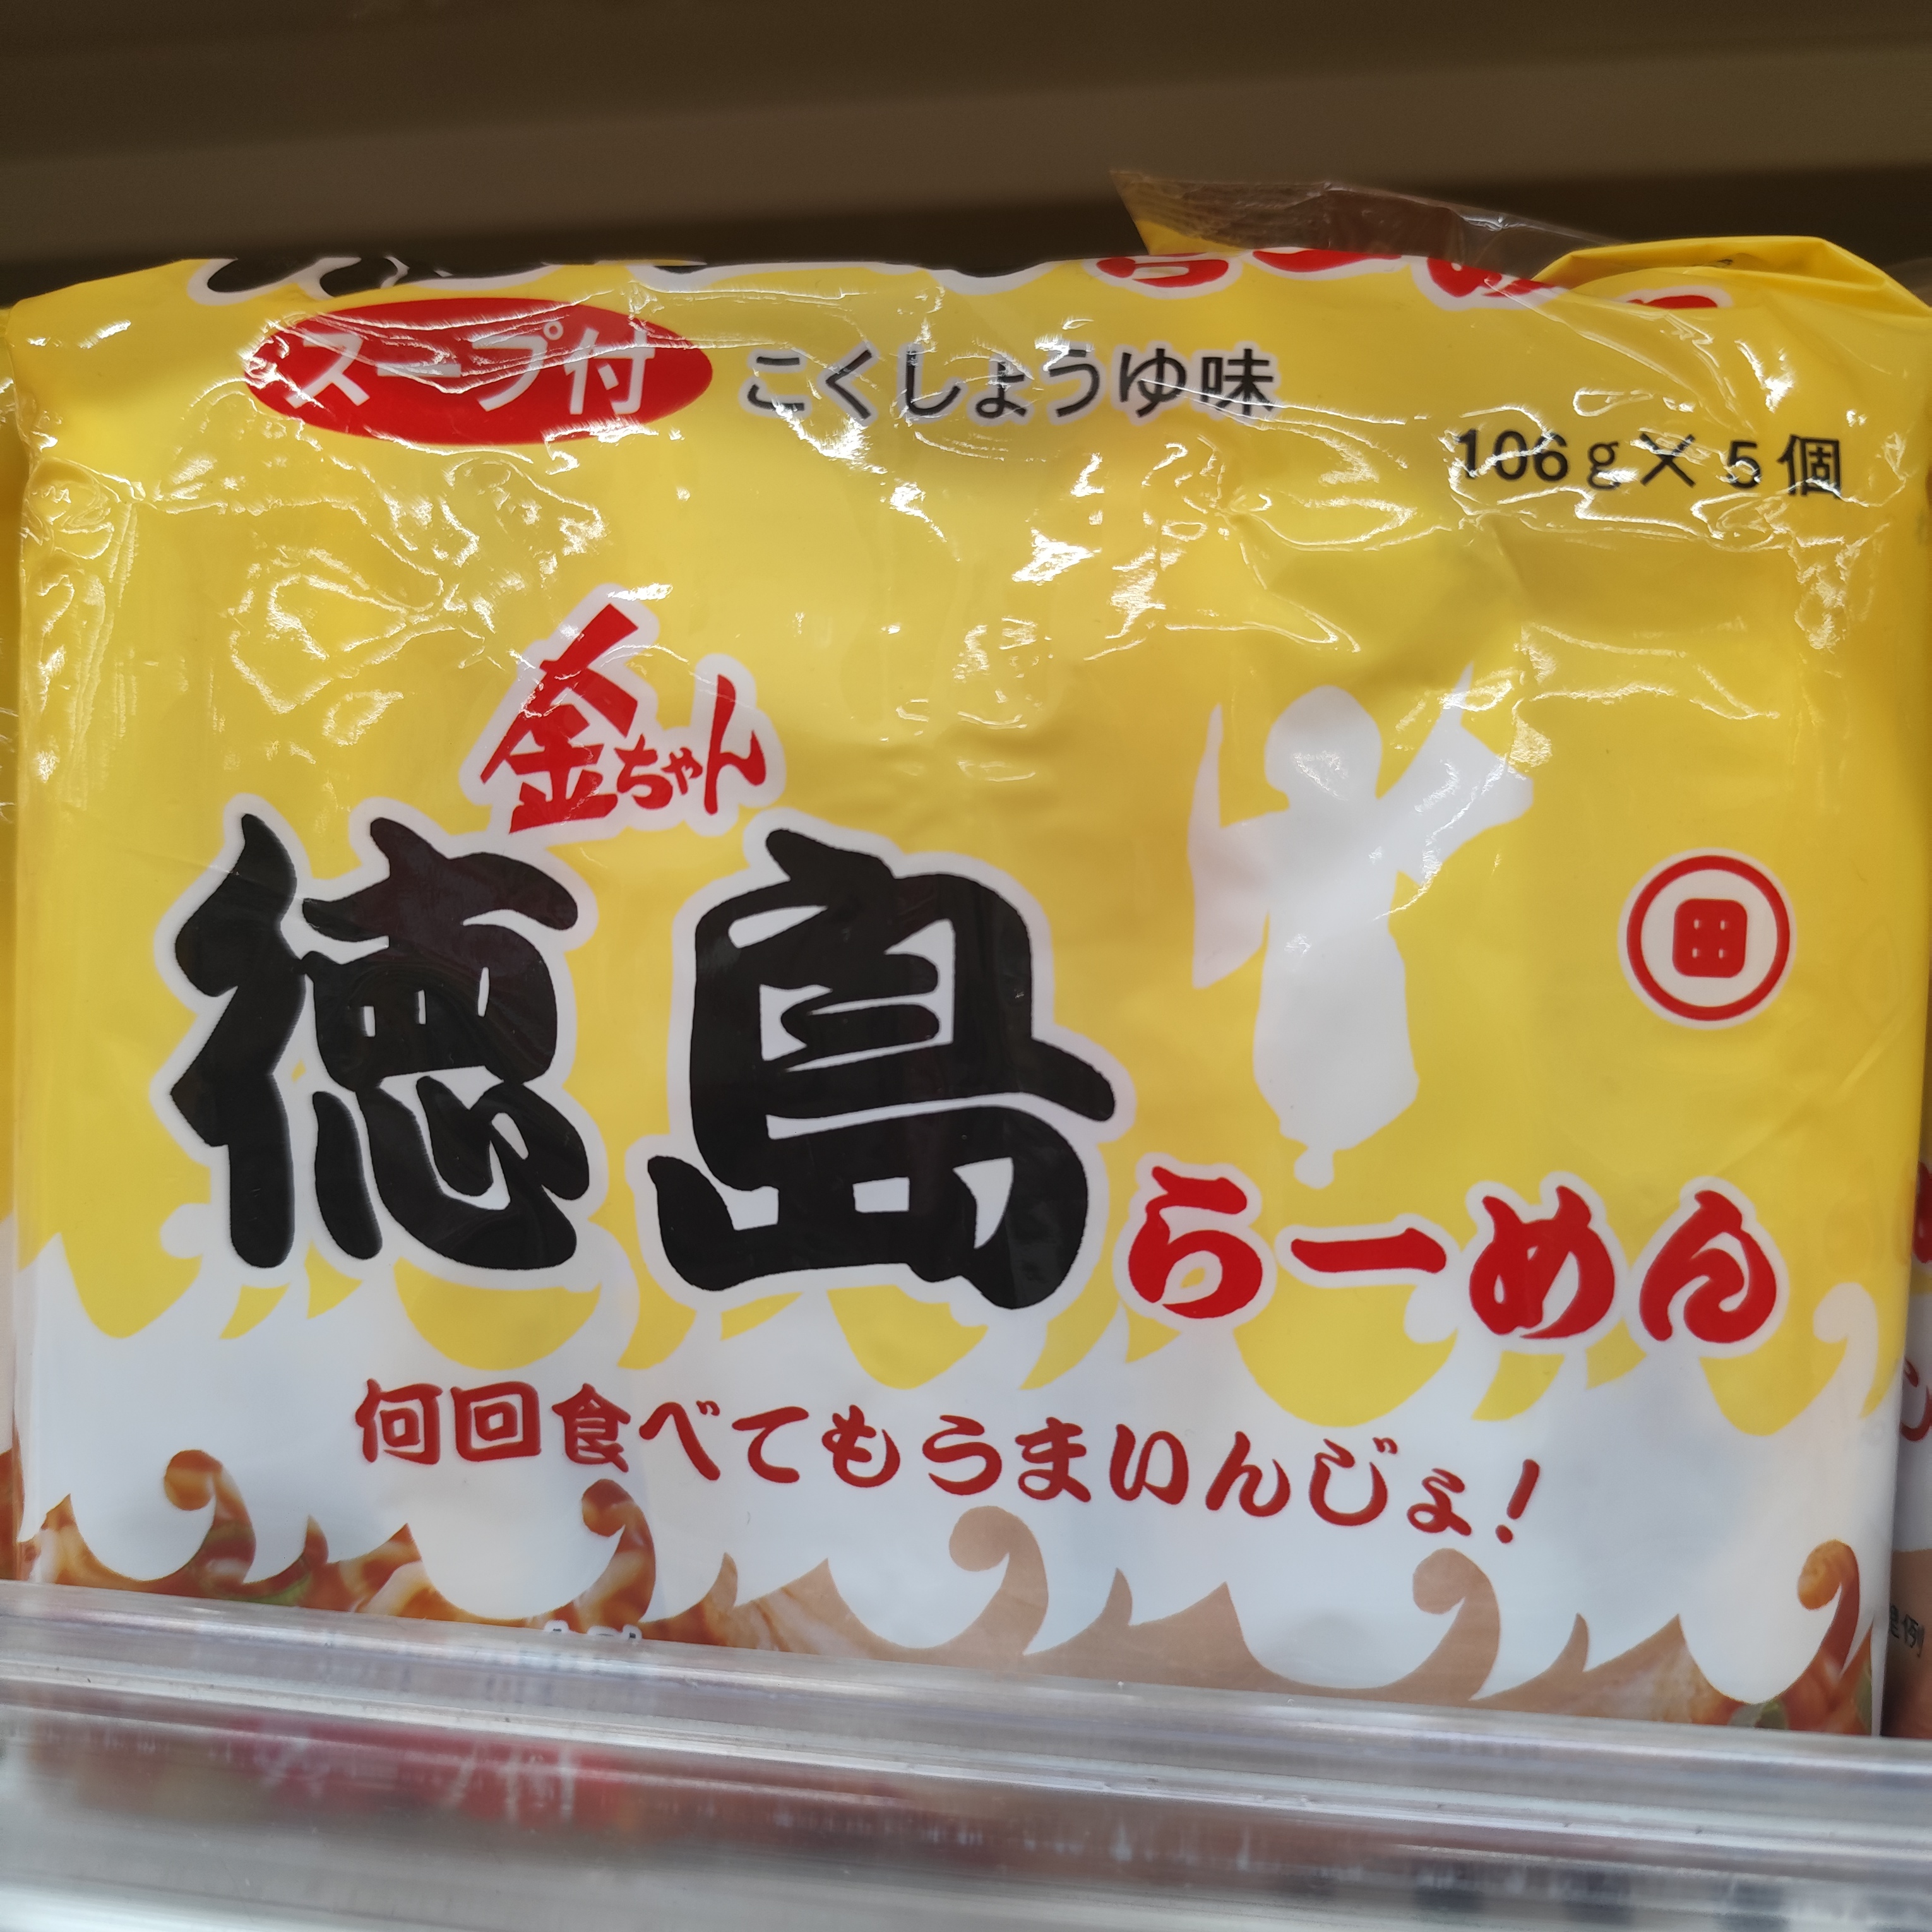 スープ付
こくしょうゆ味
106g×5個
金ちゃん
徳島
らーめん
何回食べてもうまいんじょ!